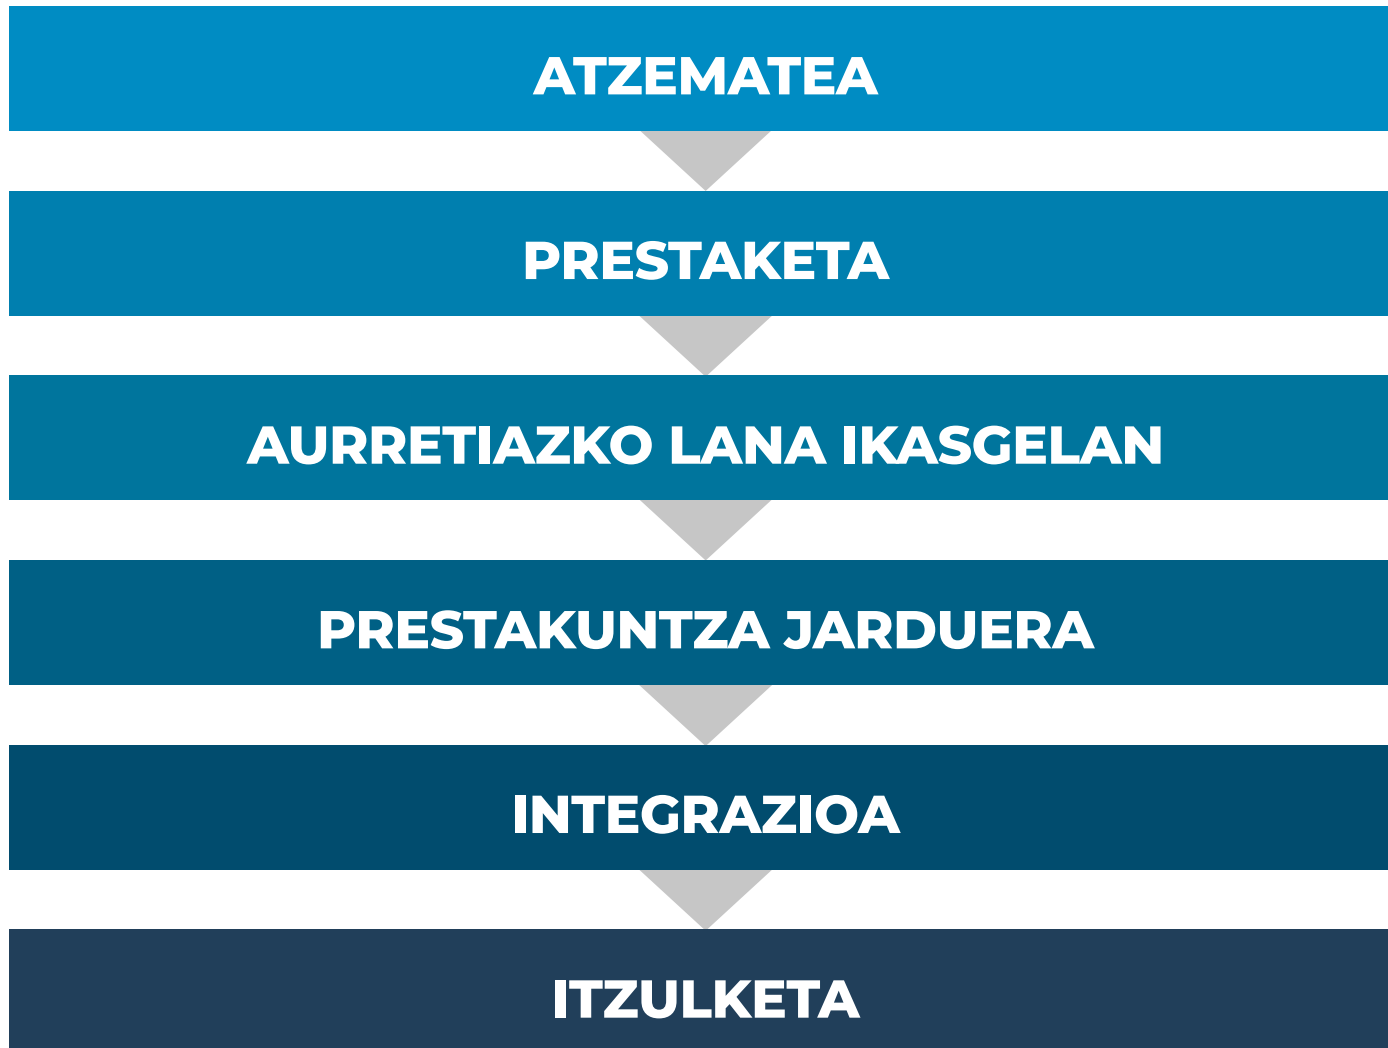 ATZEMATEA
PRESTAKETA
AURRETIAZKO LANA IKASGELAN
PRESTAKUNTZA JARDUERA
INTEGRAZIOA
ITZULKETA